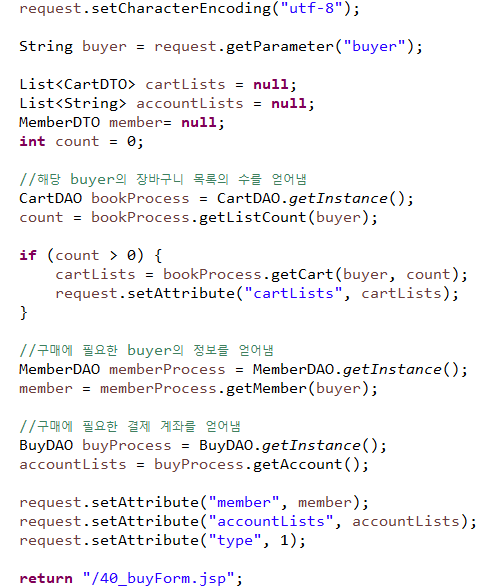 request.setCharacterEncoding("utf-8");
String buyer = request.getParameter("buyer");
List<CartDTO> cartLists = null;
List<String> accountLists = null;
MemberDTO member= null;
int count = 0;
//해당 buyer의 장바구니 목록의 수를 얻어냄
CartDAO bookProcess = CartDAO.getInstance();
count = bookProcess.getListCount(buyer);
if (count > 0) {
    cartLists = bookProcess.getCart(buyer, count);
    request.setAttribute("cartLists", cartLists);
}
//구매에 필요한 buyer의 정보를 얻어냄
MemberDAO memberProcess = MemberDAO.getInstance();
member = memberProcess.getMember(buyer);
//구매에 필요한 결제 계좌를 얻어냄
BuyDAO buyProcess = BuyDAO.getInstance();
accountLists = buyProcess.getAccount();
request.setAttribute("member", member);
request.setAttribute("accountLists", accountLists);
request.setAttribute("type", 1);
return "/40_buyForm.jsp";